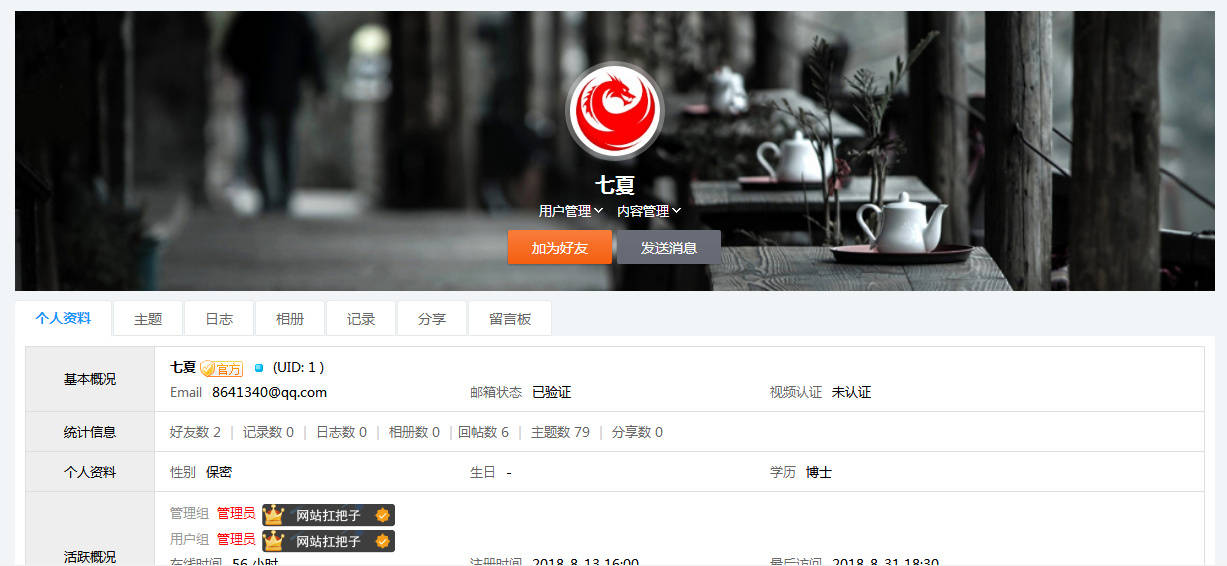 七夏
用户管理 内容管理
加为好友 发送消息
个人资料 主题 日志 相册 记录 分享 留言板
基本概况 七夏 官方 (UID: 1 )
Email 8641340@qq.com 邮箱状态 已验证 视频认证 未认证
统计信息 好友数 2 | 记录数 0 | 日志数 0 | 相册数 0 | 回帖数 6 | 主题数 79 | 分享数 0
个人资料 性别 保密 生日 - 学历 博士
管理组 管理员 网站扛把子
用户组 管理员 网站扛把子
活跃概况
在线时间 56 小时 注册时间 2018-8-13 16:00 最后访问 2018-8-31 18:30